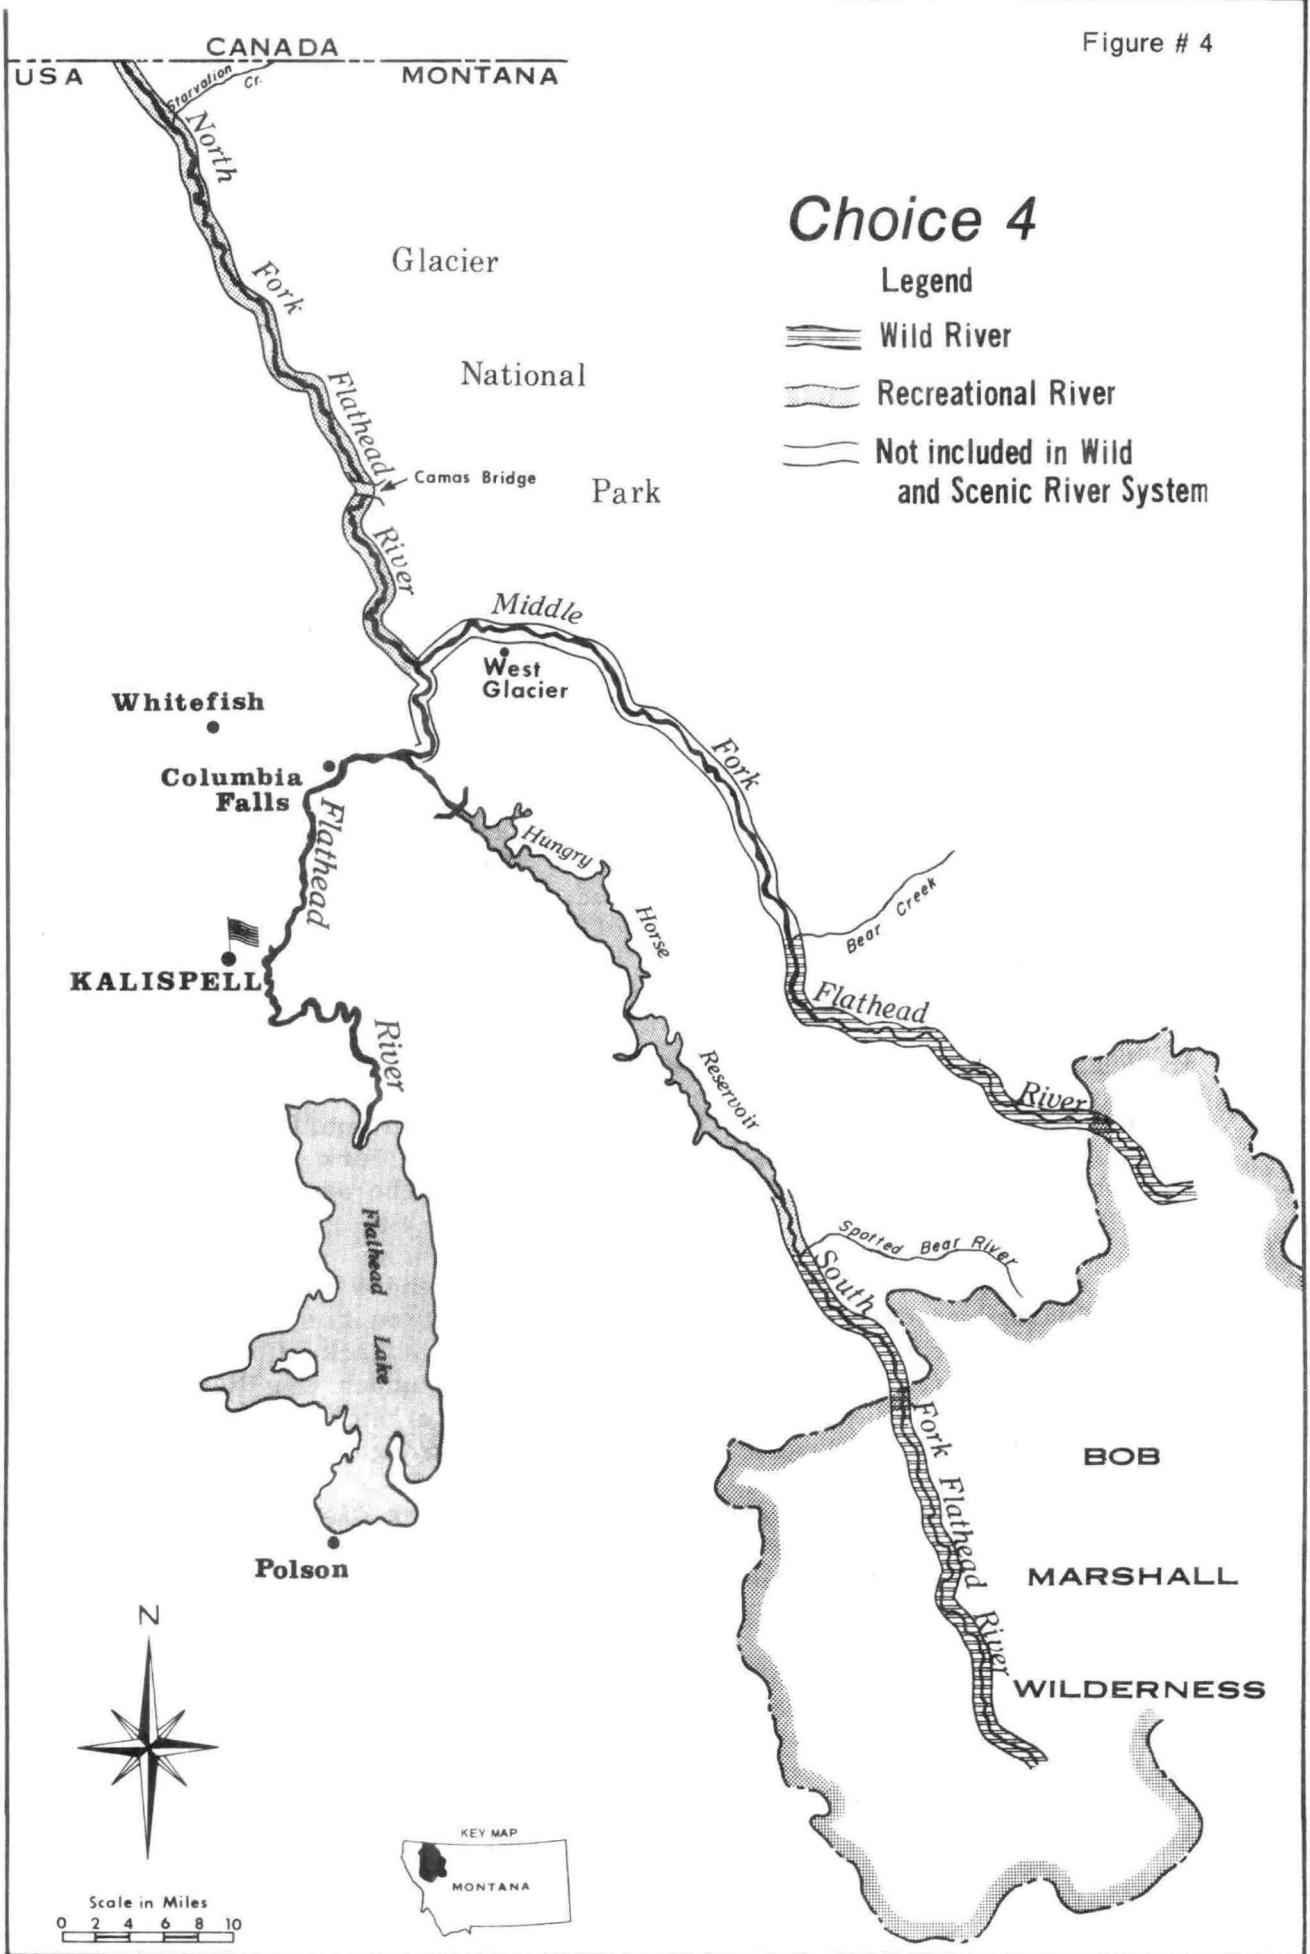 Figure # 4
CANADA
USA
MONTANA
Starvation
Cr.
North
Fork
Flathead
River
Glacier
National
Park
Camas Bridge
Choice 4
Legend
Wild River
Recreational River
Not included in Wild
and Scenic River System
Middle
Fork
Flathead
River
West
Glacier
Whitefish
Columbia
Falls
Flathead
River
KALISPELL
Hungry
Horse
Reservoir
Bear Creek
Spotted Bear River
South
Fork
Flathead
River
Flathead
Lake
Polson
BOB
MARSHALL
WILDERNESS
N
KEY MAP
MONTANA
Scale in Miles
0 2 4 6 8 10